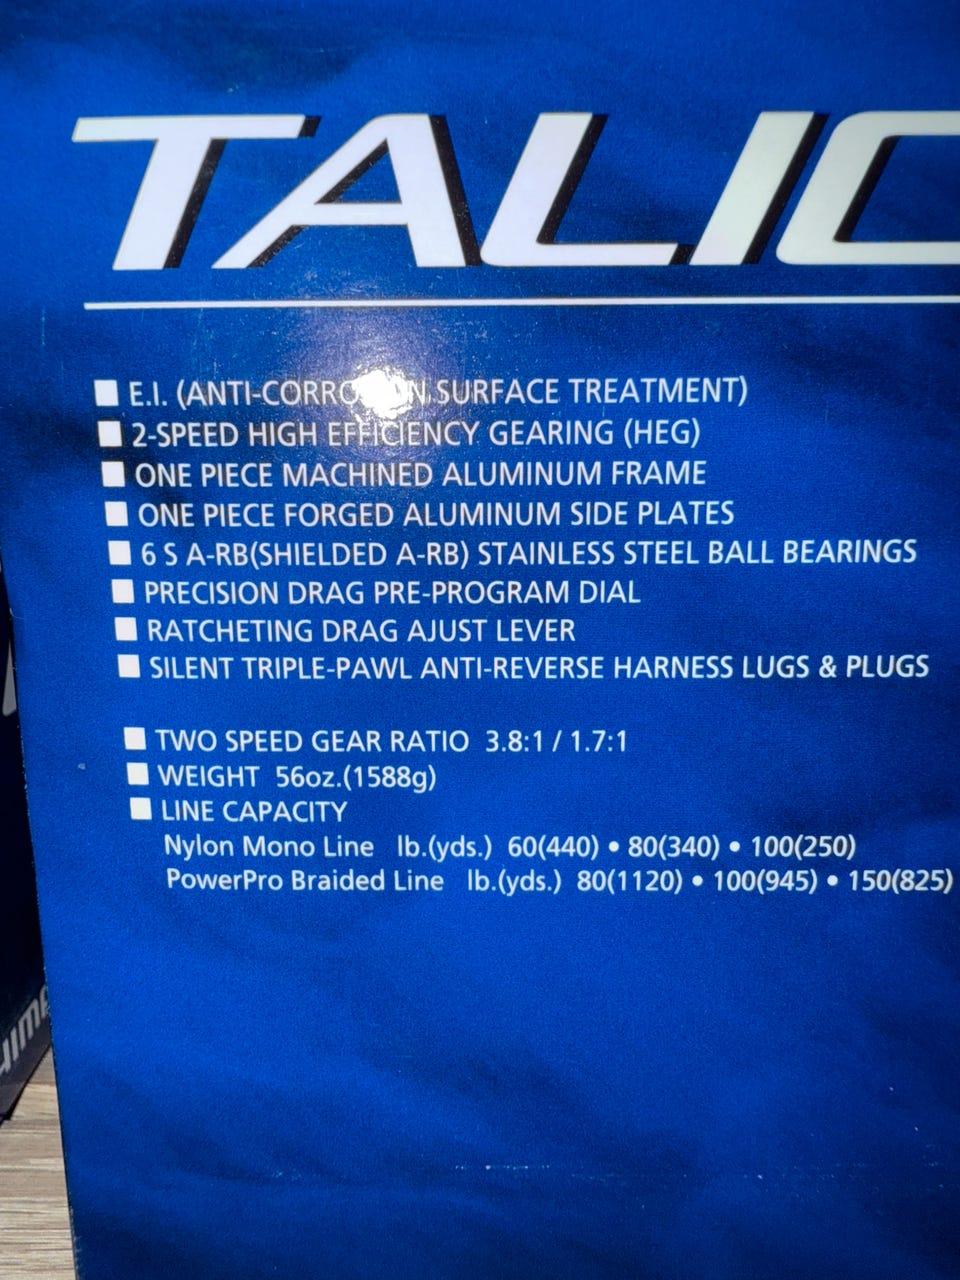 TALIC
■ E.I. (ANTI-CORROSION SURFACE TREATMENT)
■ 2-SPEED HIGH EFFICIENCY GEARING (HEG)
■ ONE PIECE MACHINED ALUMINUM FRAME
■ ONE PIECE FORGED ALUMINUM SIDE PLATES
■ 6 S A-RB(SHIELDED A-RB) STAINLESS STEEL BALL BEARINGS
■ PRECISION DRAG PRE-PROGRAM DIAL
■ RATCHETING DRAG AJUST LEVER
■ SILENT TRIPLE-PAWL ANTI-REVERSE HARNESS LUGS & PLUGS
■ TWO SPEED GEAR RATIO 3.8:1 / 1.7:1
■ WEIGHT 56oz.(1588g)
■ LINE CAPACITY
Nylon Mono Line lb.(yds.) 60(440) • 80(340) • 100(250)
PowerPro Braided Line lb.(yds.) 80(1120) • 100(945) • 150(825)